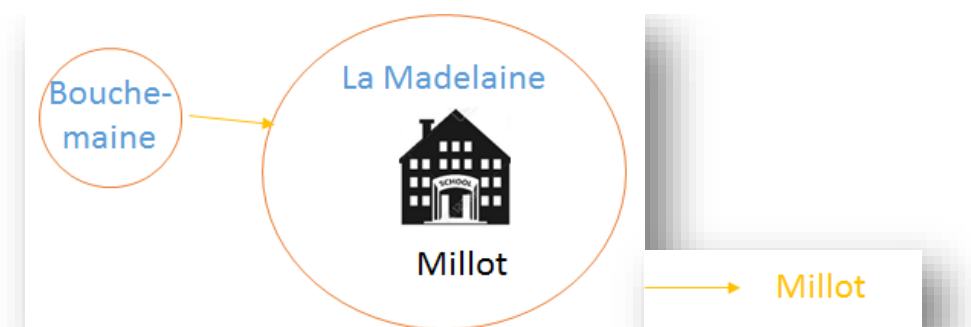 Bouche-
maine
La Madelaine
SCHOOL
Millot
Millot